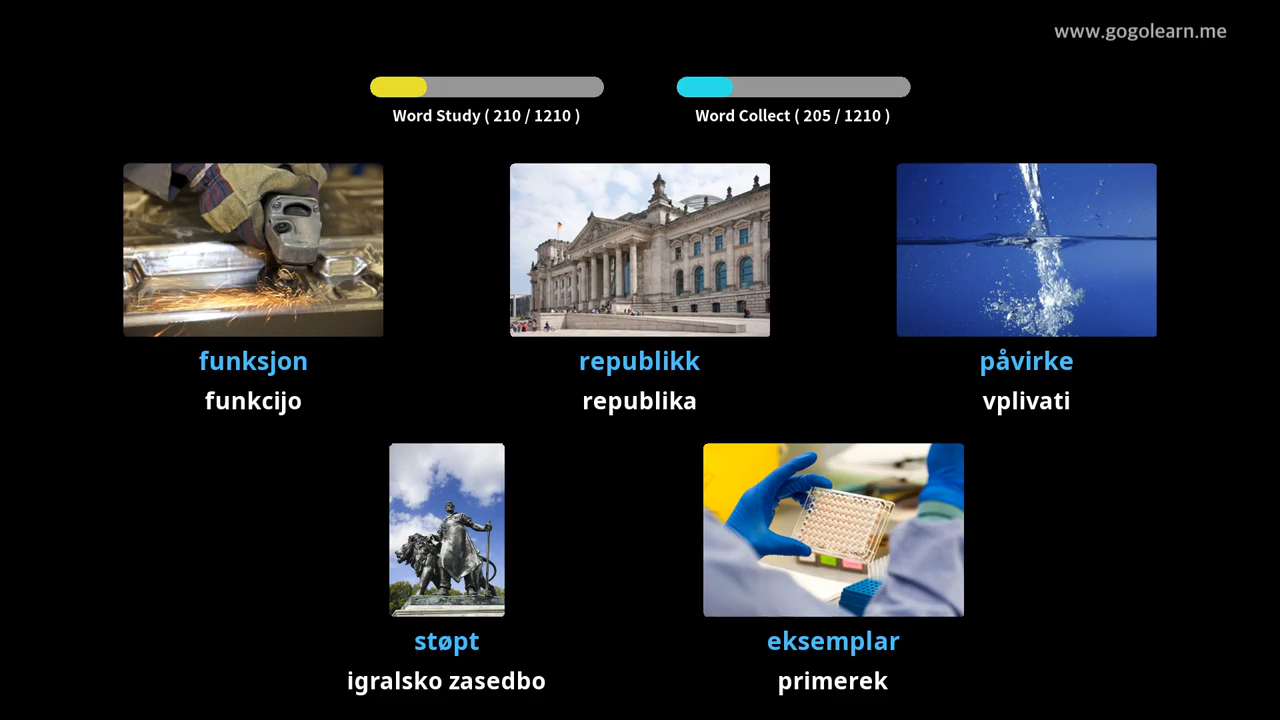 www.gogolearn.me
Word Study ( 210 / 1210 )
Word Collect ( 205 / 1210 )
funksjon
funkcijo
republikk
republika
påvirke
vplivati
støpt
igralsko zasedbo
eksemplar
primerek